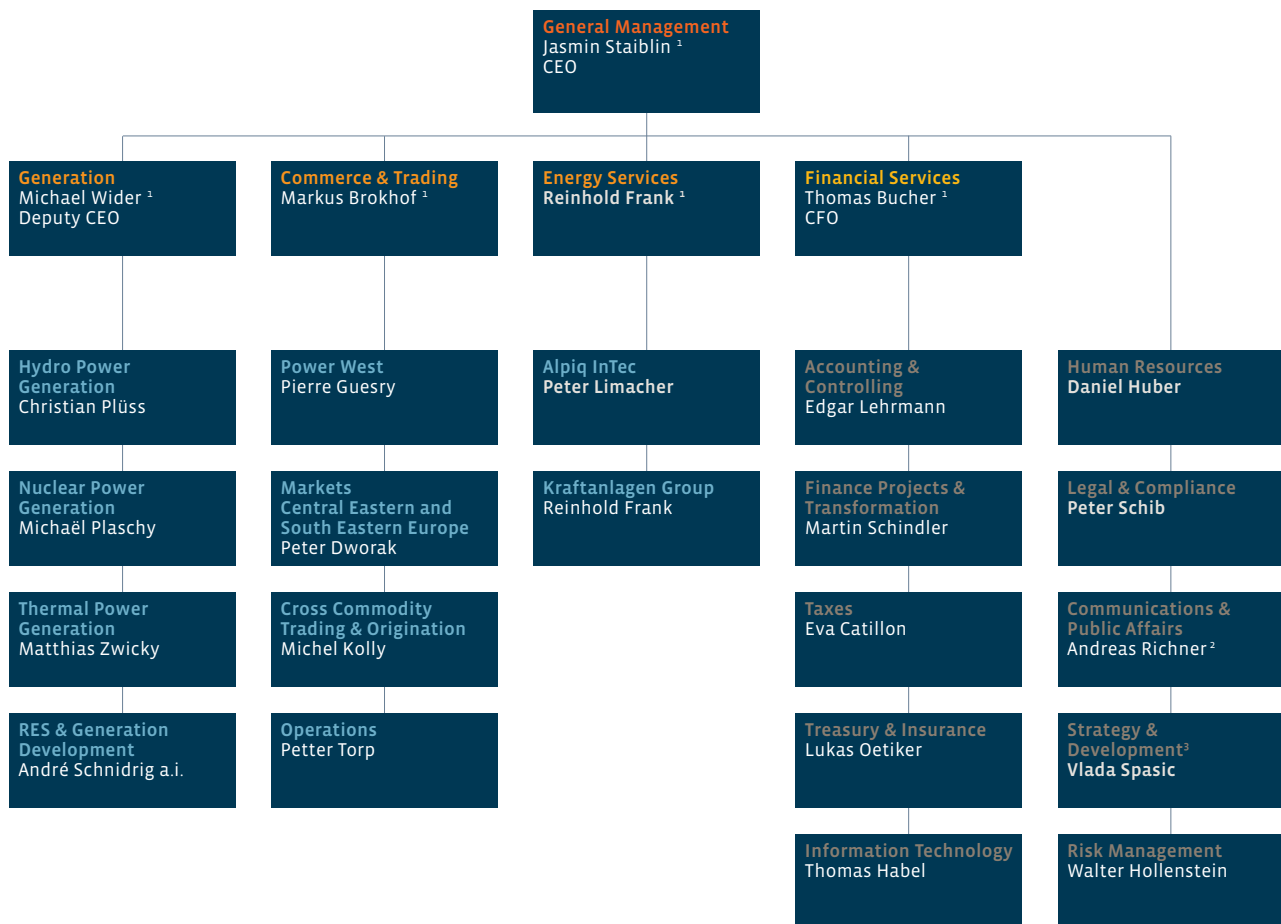 General Management
Jasmin Staiblin ¹
CEO
Generation
Michael Wider ¹
Deputy CEO
Commerce & Trading
Markus Brokhof ¹
Energy Services
Reinhold Frank ¹
Financial Services
Thomas Bucher ¹
CFO
Hydro Power
Generation
Christian Plüss
Power West
Pierre Guesry
Alpiq InTec
Peter Limacher
Accounting &
Controlling
Edgar Lehrmann
Human Resources
Daniel Huber
Nuclear Power
Generation
Michaël Plaschy
Markets
Central Eastern and
South Eastern Europe
Peter Dworak
Kraftanlagen Group
Reinhold Frank
Finance Projects &
Transformation
Martin Schindler
Legal & Compliance
Peter Schib
Thermal Power
Generation
Matthias Zwicky
Cross Commodity
Trading & Origination
Michel Kolly
Taxes
Eva Catillon
Communications &
Public Affairs
Andreas Richner ²
RES & Generation
Development
André Schnidrig a.i.
Operations
Petter Torp
Treasury & Insurance
Lukas Oetiker
Strategy &
Development³
Vlada Spasic
Information Technology
Thomas Habel
Risk Management
Walter Hollenstein